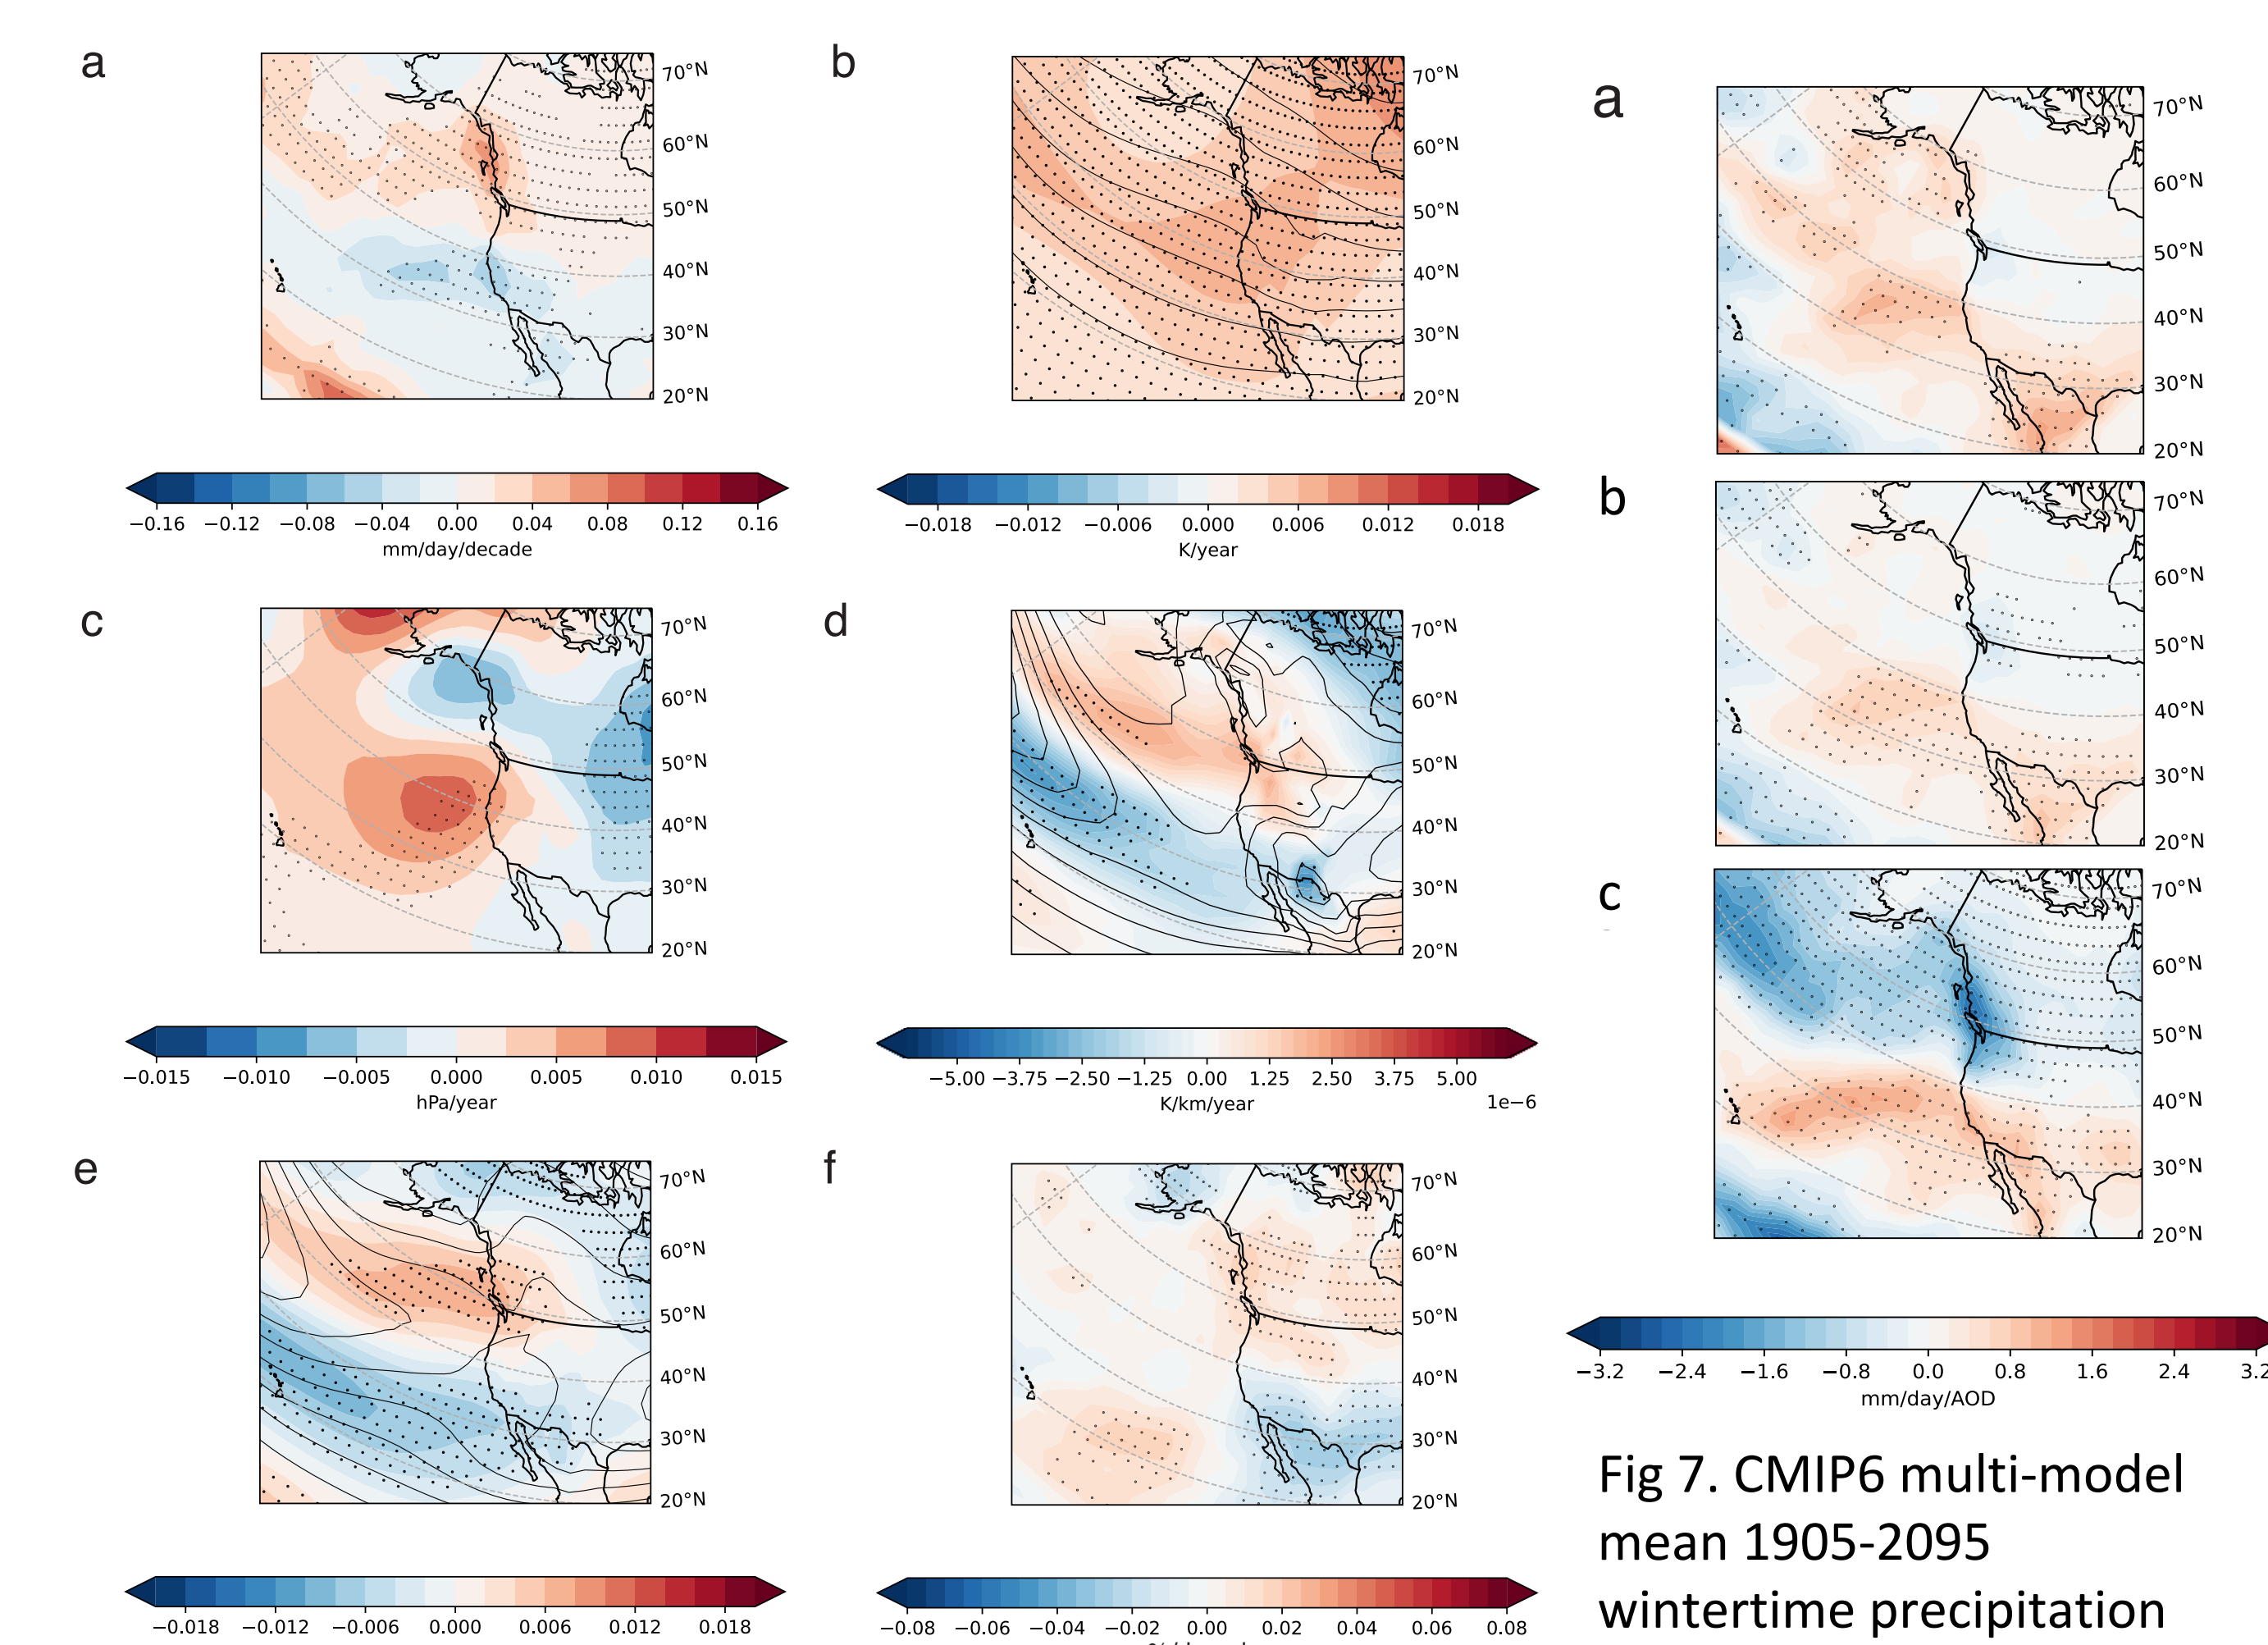 a
70°N
60°N
50°N
40°N
30°N
20°N
−0.16 −0.12 −0.08 −0.04 0.00 0.04 0.08 0.12 0.16
mm/day/decade
b
70°N
60°N
50°N
40°N
30°N
20°N
−0.018 −0.012 −0.006 0.000 0.006 0.012 0.018
K/year
c
70°N
60°N
50°N
40°N
30°N
20°N
−0.015 −0.010 −0.005 0.000 0.005 0.010 0.015
hPa/year
d
70°N
60°N
50°N
40°N
30°N
20°N
−5.00 −3.75 −2.50 −1.25 0.00 1.25 2.50 3.75 5.00
K/km/year 1e−6
e
70°N
60°N
50°N
40°N
30°N
20°N
−0.018 −0.012 −0.006 0.000 0.006 0.012 0.018
f
70°N
60°N
50°N
40°N
30°N
20°N
−0.08 −0.06 −0.04 −0.02 0.00 0.02 0.04 0.06 0.08
a
70°N
60°N
50°N
40°N
30°N
20°N
b
70°N
60°N
50°N
40°N
30°N
20°N
c
70°N
60°N
50°N
40°N
30°N
20°N
−3.2 −2.4 −1.6 −0.8 0.0 0.8 1.6 2.4 3.2
mm/day/AOD
Fig 7. CMIP6 multi-model
mean 1905-2095
wintertime precipitation